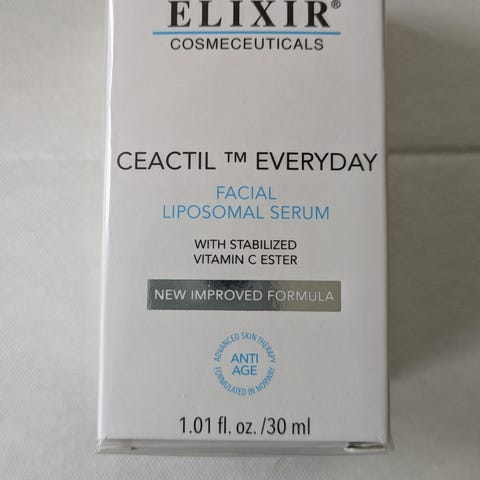 ELIXIR®
COSMECEUTICALS
CEACTIL ™ EVERYDAY
FACIAL
LIPOSOMAL SERUM
WITH STABILIZED
VITAMIN C ESTER
NEW IMPROVED FORMULA
ADVANCED SKIN THERAPY
ANTI
AGE
FORMULATED IN NORWAY
1.01 fl. oz./30 ml